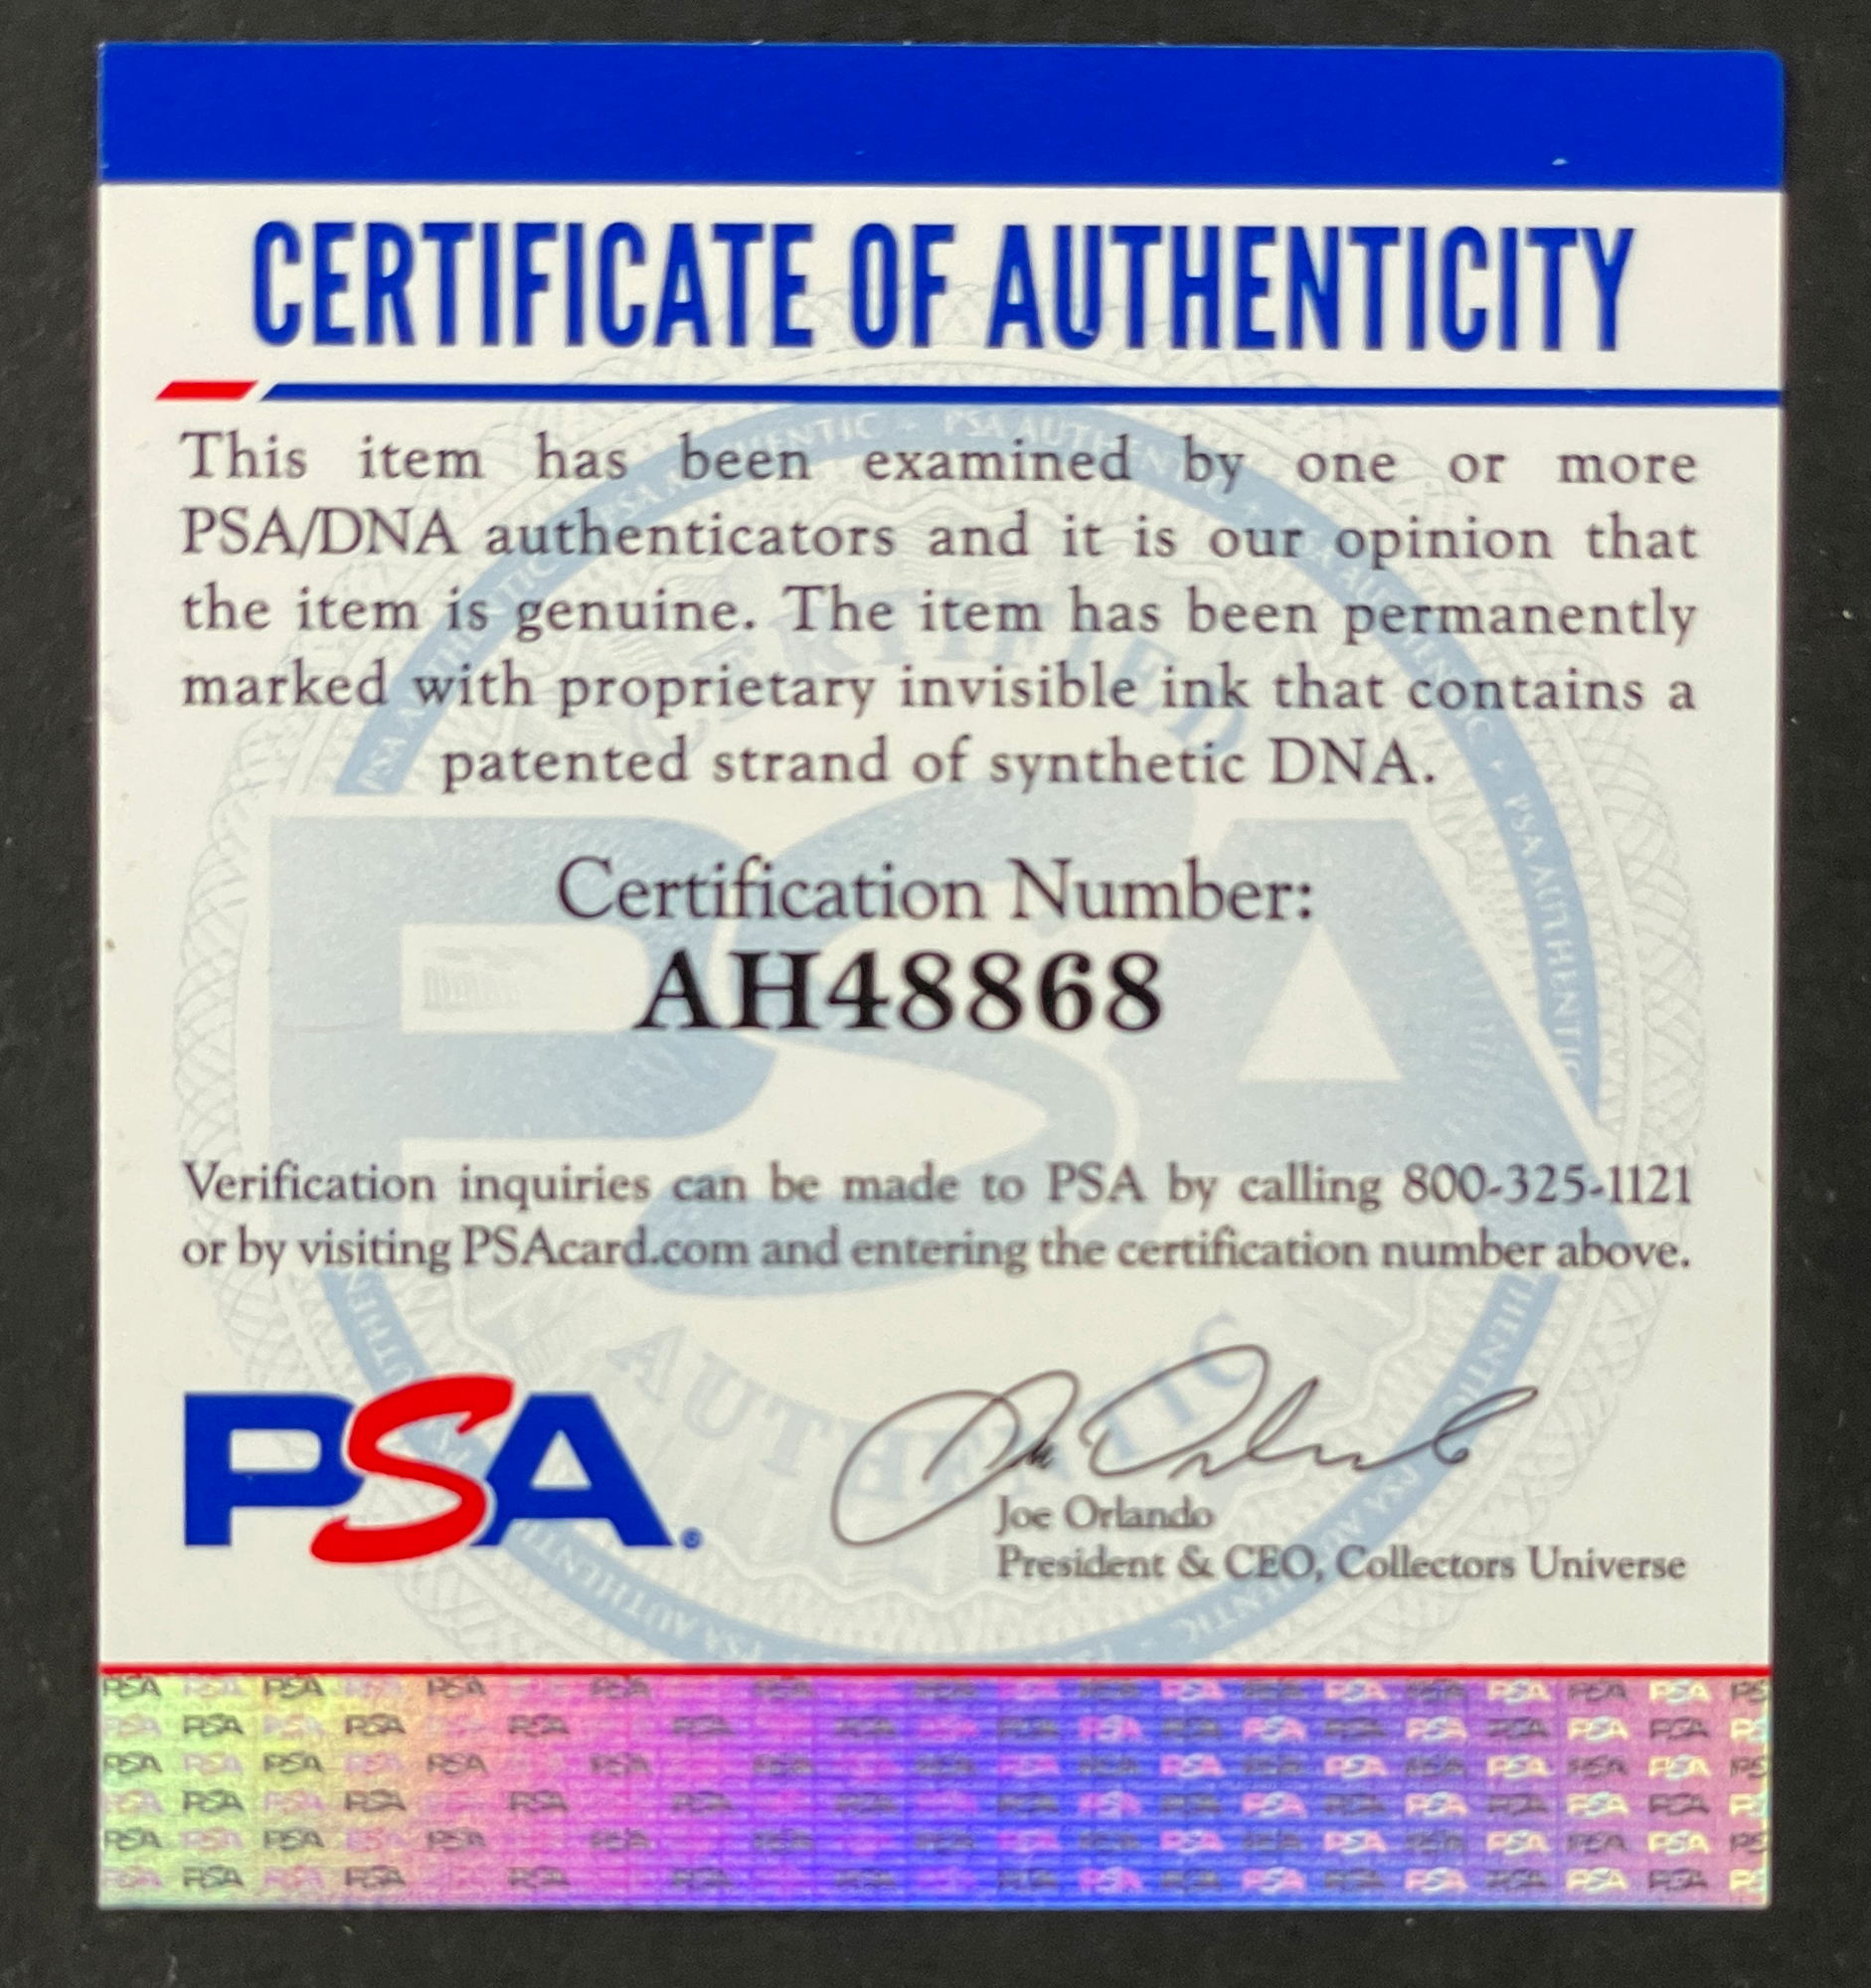 CERTIFICATE OF AUTHENTICITY
This item has been examined by one or more
PSA/DNA authenticators and it is our opinion that
the item is genuine. The item has been permanently
marked with proprietary invisible ink that contains a
patented strand of synthetic DNA.
CERTIFIED
PSA
Certification Number:
AH48868
Verification inquiries can be made to PSA by calling 800-325-1121
or by visiting PSAcard.com and entering the certification number above.
AUTHENTIC
PSA
Joe Orlando
President & CEO, Collectors Universe